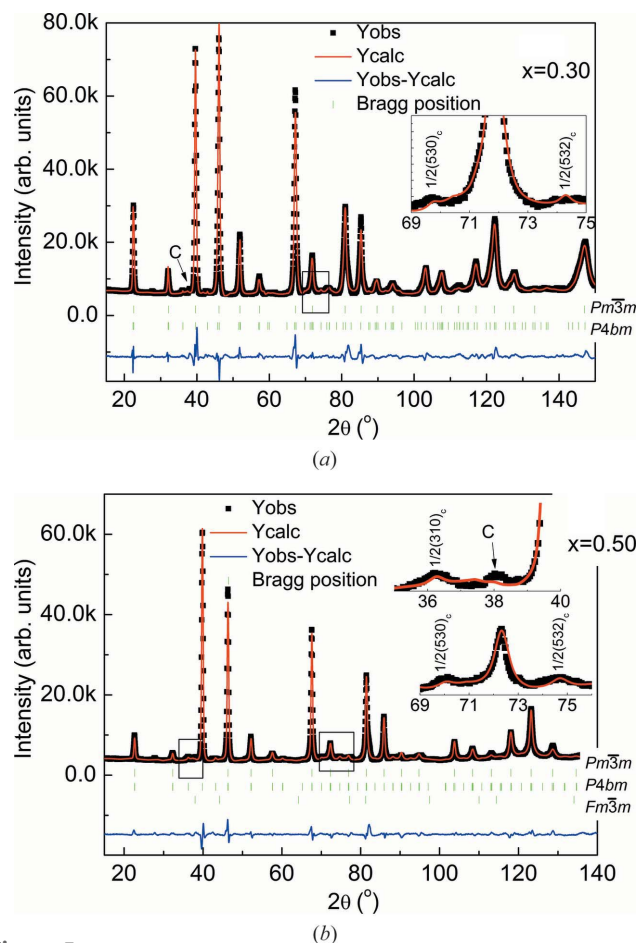 80.0k
60.0k
40.0k
20.0k
0.0
Intensity (arb. units)
Yobs
Ycalc
Yobs-Ycalc
Bragg position
x=0.30
C
1/2(530)c
1/2(532)c
69 71 73 75
Pm3̄m
P4bm
20 40 60 80 100 120 140
2θ (°)
(a)
60.0k
40.0k
20.0k
0.0
Intensity (arb. units)
Yobs
Ycalc
Yobs-Ycalc
Bragg position
x=0.50
1/2(310)c
C
36 38 40
1/2(530)c
1/2(532)c
69 71 73 75
Pm3̄m
P4bm
Fm3̄m
20 40 60 80 100 120 140
2θ (°)
(b)